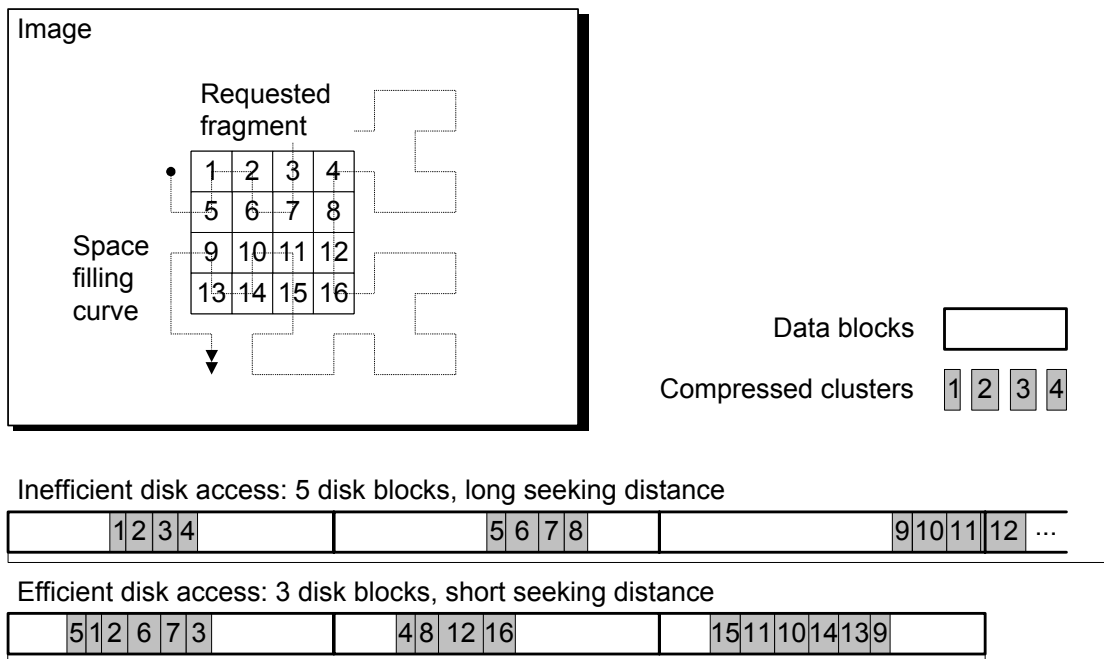 Image
Requested
fragment
1 2 3 4
5 6 7 8
9 10 11 12
13 14 15 16
Space
filling
curve
Data blocks
Compressed clusters 1 2 3 4
Inefficient disk access: 5 disk blocks, long seeking distance
1 2 3 4 5 6 7 8 9 10 11 12 ...
Efficient disk access: 3 disk blocks, short seeking distance
5 1 2 6 7 3 4 8 12 16 15 11 10 14 13 9